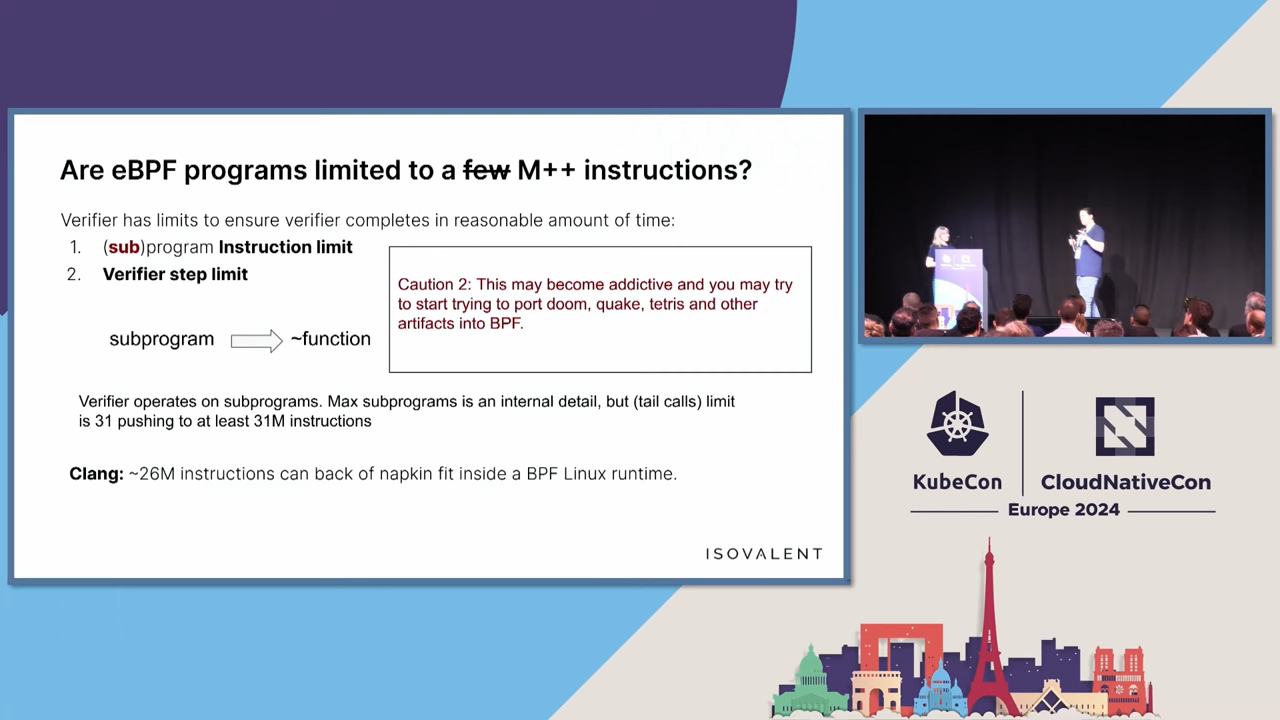 Are eBPF programs limited to a few M++ instructions?
Verifier has limits to ensure verifier completes in reasonable amount of time:
1. (sub)program Instruction limit
2. Verifier step limit
Caution 2: This may become addictive and you may try
to start trying to port doom, quake, tetris and other
artifacts into BPF.
subprogram ~function
Verifier operates on subprograms. Max subprograms is an internal detail, but (tail calls) limit
is 31 pushing to at least 31M instructions
Clang: ~26M instructions can back of napkin fit inside a BPF Linux runtime.
ISOVALENT
KubeCon
CloudNativeCon
Europe 2024